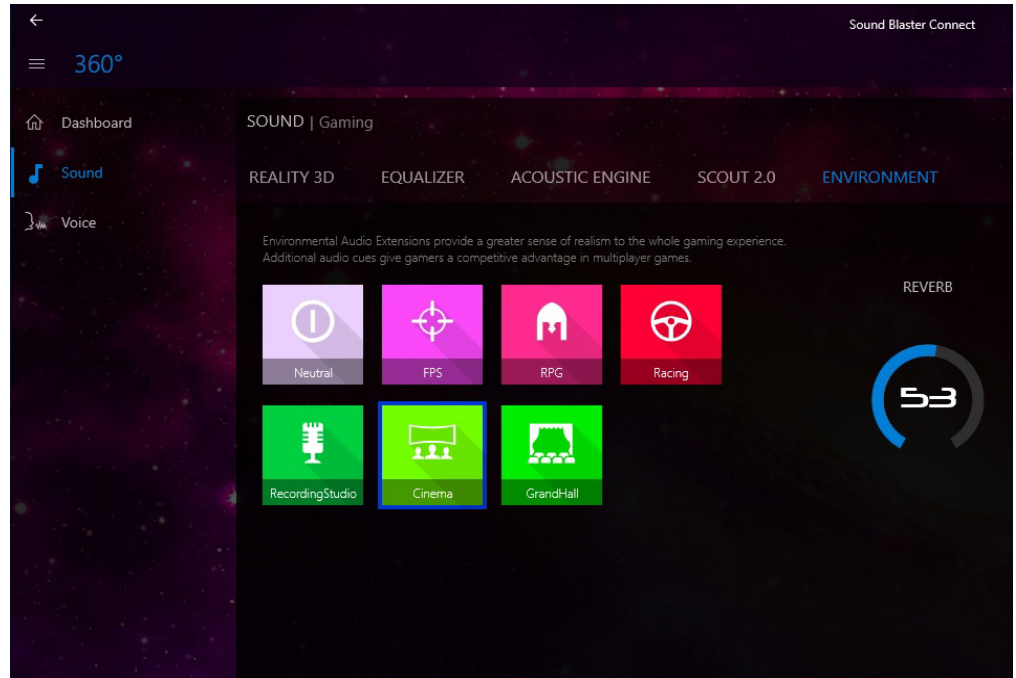 Sound Blaster Connect
360°
Dashboard
Sound
Voice
SOUND | Gaming
REALITY 3D EQUALIZER ACOUSTIC ENGINE SCOUT 2.0 ENVIRONMENT
Environmental Audio Extensions provide a greater sense of realism to the whole gaming experience.
Additional audio cues give gamers a competitive advantage in multiplayer games.
Neutral FPS RPG Racing
RecordingStudio Cinema GrandHall
REVERB
53